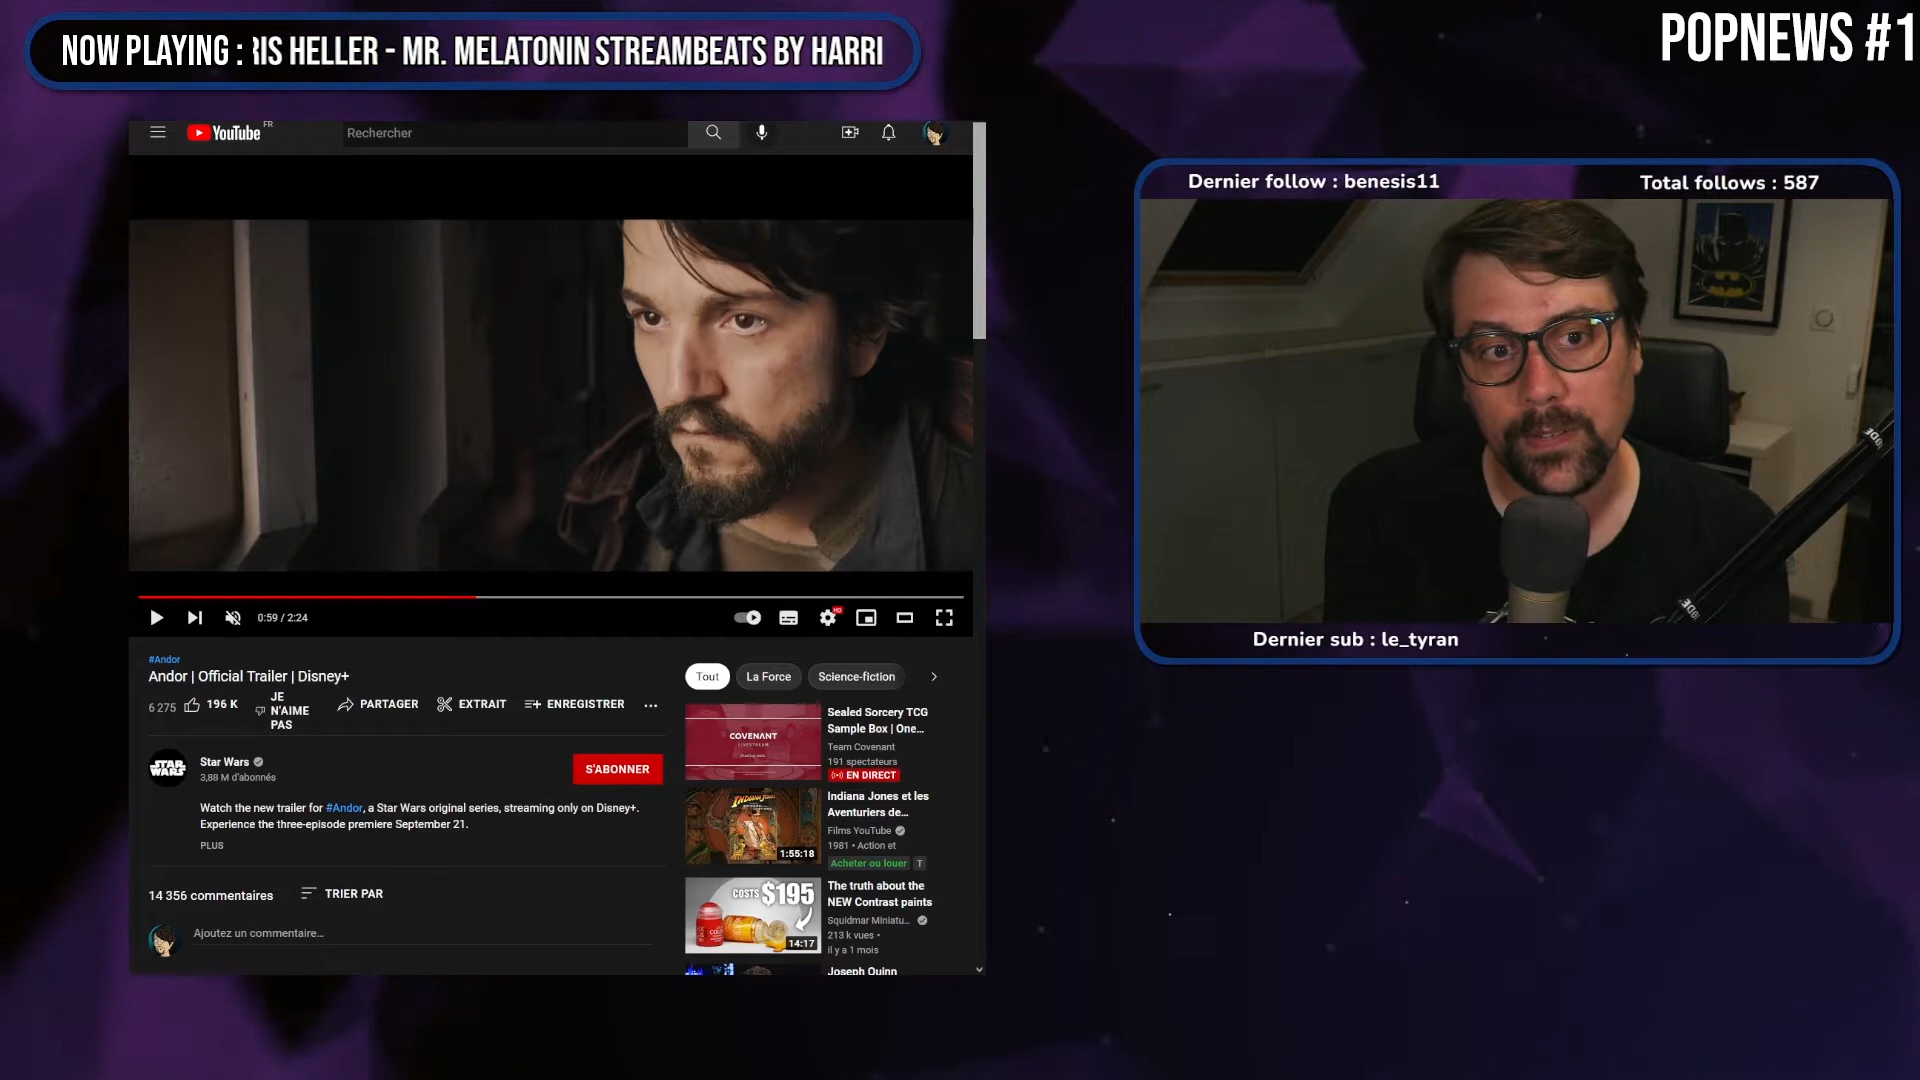 NOW PLAYING : RIS HELLER - MR. MELATONIN STREAMBEATS BY HARRI
POPNEWS #1
YouTube FR
Rechercher
Dernier follow : benesis11
Total follows : 587
0:59 / 2:24
HD
Dernier sub : le_tyran
#Andor
Andor | Official Trailer | Disney+
6 275
196 K
JE
N'AIME
PAS
PARTAGER
EXTRAIT
ENREGISTRER
...
STAR
WARS
Star Wars
3,88 M d'abonnés
S'ABONNER
Watch the new trailer for #Andor, a Star Wars original series, streaming only on Disney+.
Experience the three-episode premiere September 21.
PLUS
14 356 commentaires
TRIER PAR
Ajoutez un commentaire...
Tout
La Force
Science-fiction
COVENANT
LIVESTREAM
Sealed Sorcery TCG
Sample Box | One...
Team Covenant
191 spectateurs
EN DIRECT
INDIANA JONES
1:55:18
Indiana Jones et les
Aventuriers de...
Films YouTube
1981 • Action et
Acheter ou louer
T
COSTS $195
14:17
The truth about the
NEW Contrast paints
Squidmar Miniatu...
213 k vues •
il y a 1 mois
Joseph Quinn